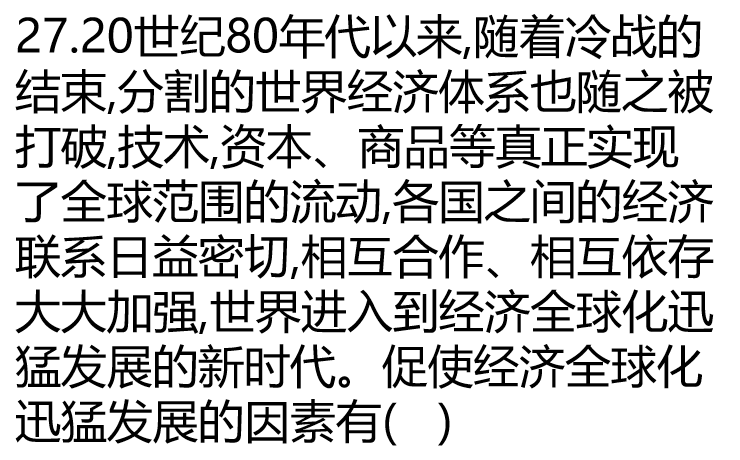 27.20世纪80年代以来,随着冷战的
结束,分割的世界经济体系也随之被
打破,技术,资本、商品等真正实现
了全球范围的流动,各国之间的经济
联系日益密切,相互合作、相互依存
大大加强,世界进入到经济全球化迅
猛发展的新时代。促使经济全球化
迅猛发展的因素有(   )